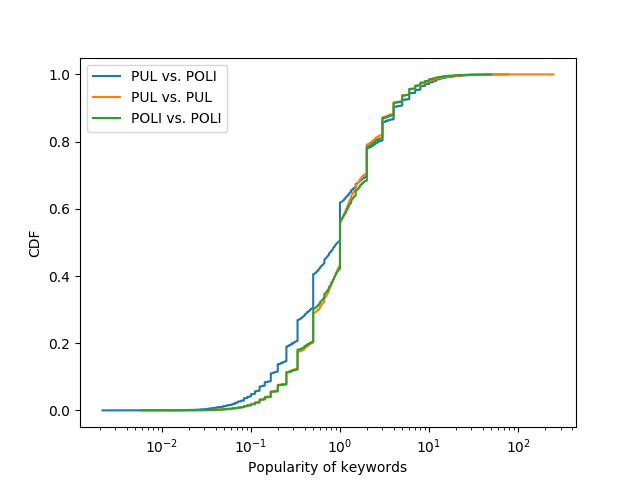 PUL vs. POLI
PUL vs. PUL
POLI vs. POLI
1.0
0.8
0.6
0.4
0.2
0.0
CDF
10⁻² 10⁻¹ 10⁰ 10¹ 10²
Popularity of keywords